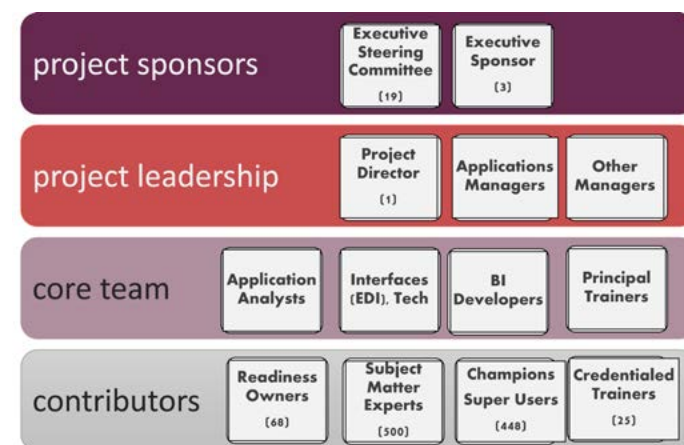 project sponsors
Executive
Steering
Committee
(19)
Executive
Sponsor
(3)
project leadership
Project
Director
(1)
Applications
Managers
Other
Managers
core team
Application
Analysts
Interfaces
(EDI), Tech
BI
Developers
Principal
Trainers
contributors
Readiness
Owners
(68)
Subject
Matter
Experts
(500)
Champions
Super Users
(448)
Credentialed
Trainers
(25)